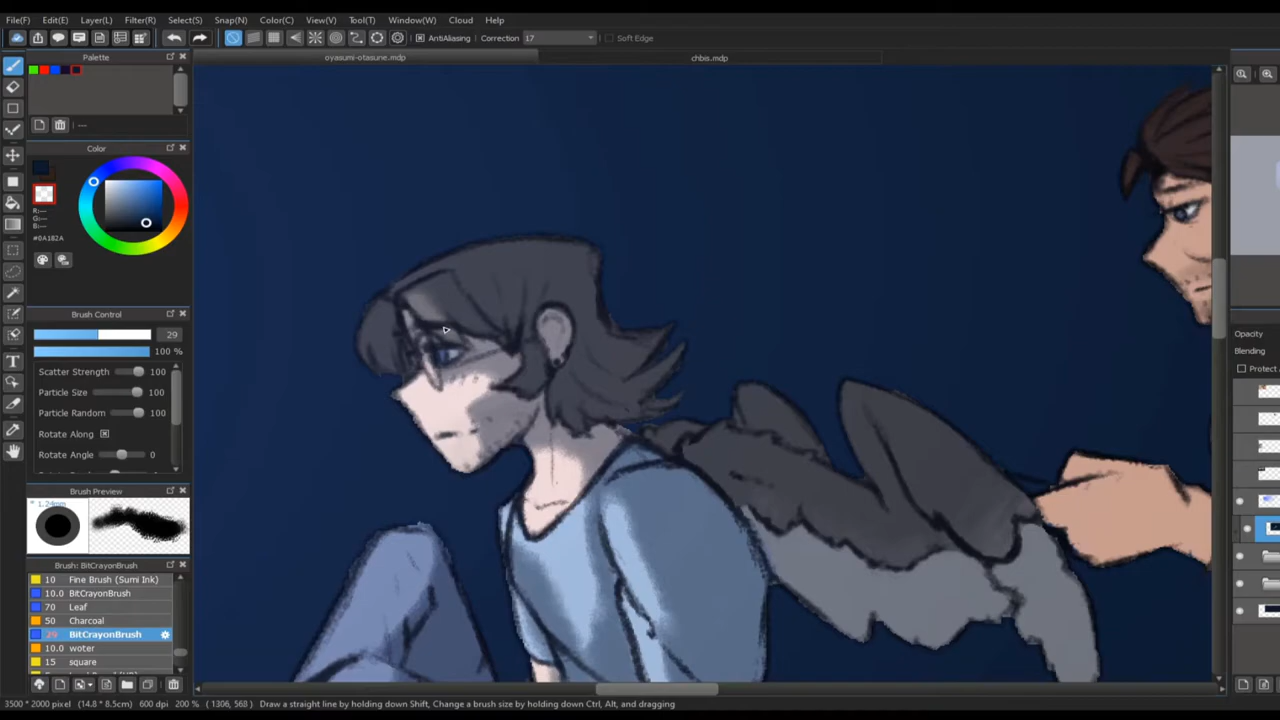 File(F) Edit(E) Layer(L) Filter(R) Select(S) Snap(N) Color(C) View(V) Tool(T) Window(W) Cloud Help
AntiAliasing Correction 17 Soft Edge
Palette
oyasumi-otasune.mdp
chbis.mdp
---
Color
R:---
G:---
B:---
#0A182A
Brush Control
29
100 %
Scatter Strength 100
Particle Size 100
Particle Random 100
Rotate Along
Rotate Angle 0
Brush Preview
1.24mm
Brush: BitCrayonBrush
10 Fine Brush (Sumi Ink)
10.0 BitCrayonBrush
70 Leaf
50 Charcoal
29 BitCrayonBrush
10.0 woter
15 square
Opacity
Blending
Protect
3500 * 2000 pixel (14.8 * 8.5cm) 600 dpi 200 % ( 1306, 568 ) Draw a straight line by holding down Shift, Change a brush size by holding down Ctrl, Alt, and dragging